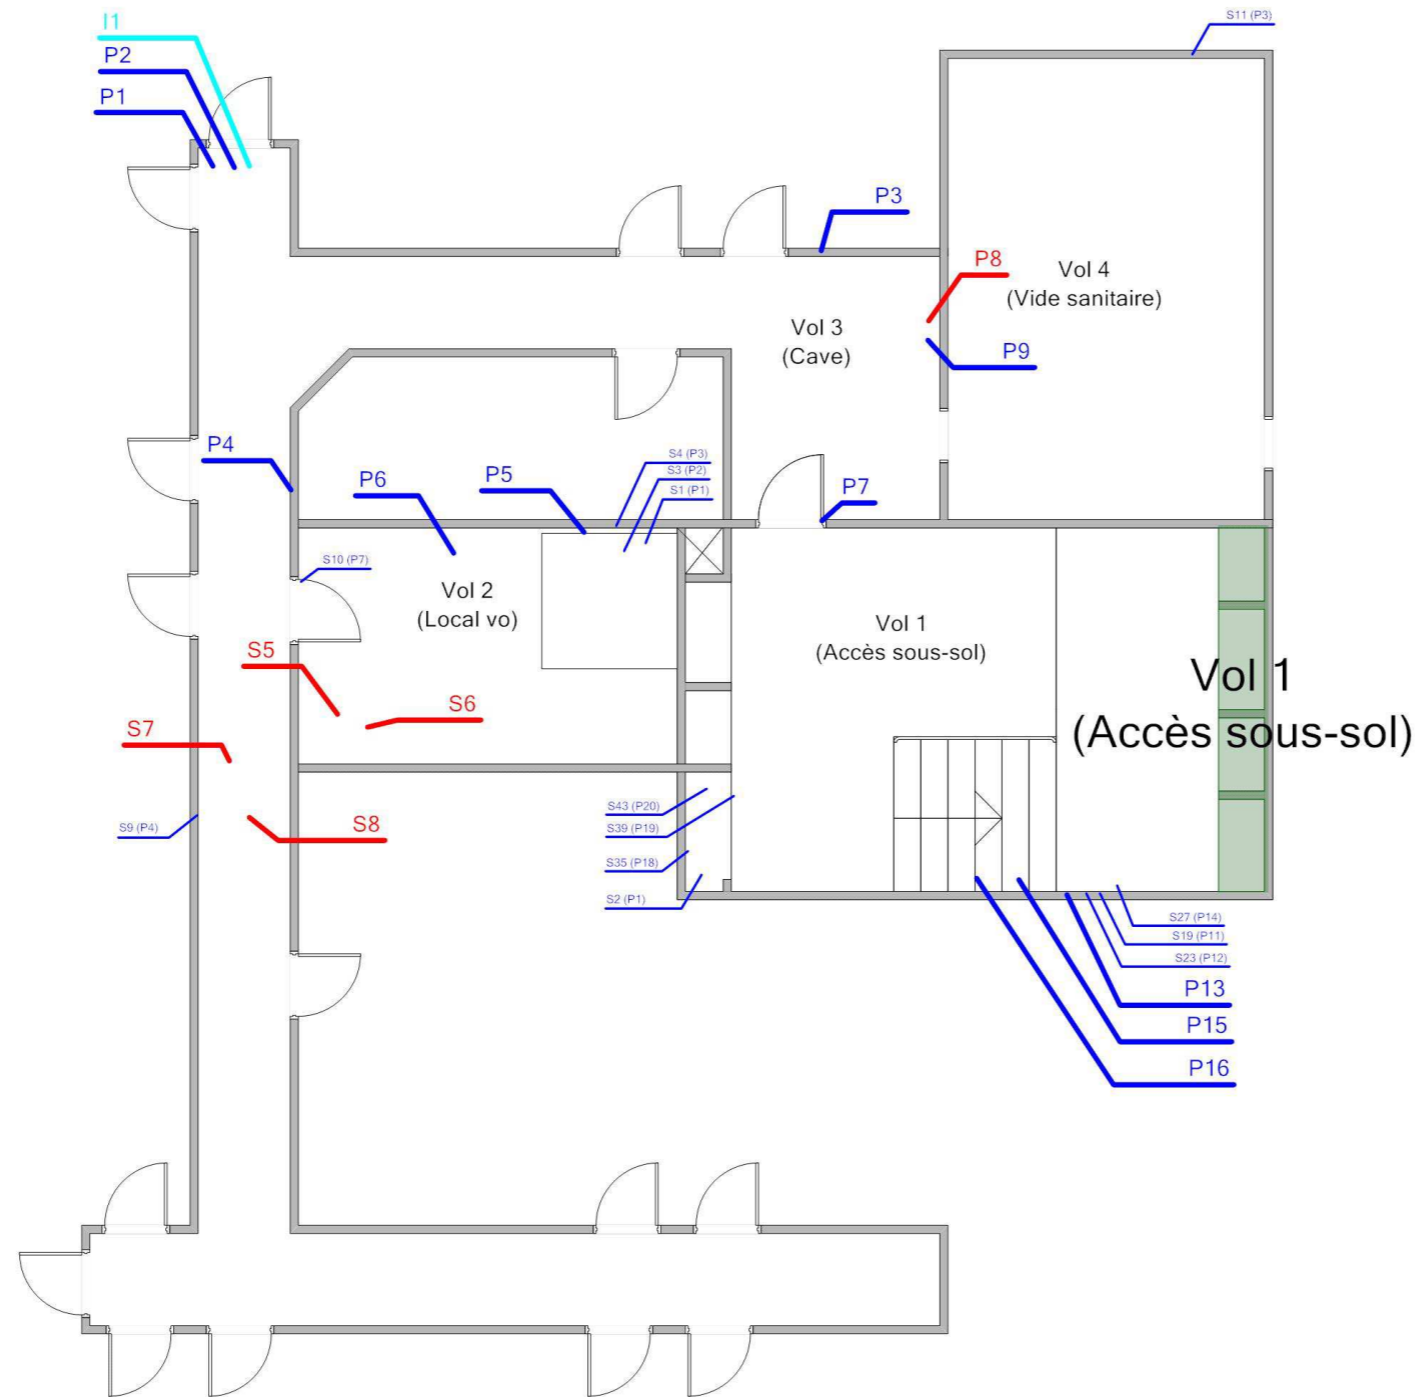 S11 (P3)
I1
P2
P1
P3
P8
Vol 4
(Vide sanitaire)
Vol 3
(Cave)
P9
P4
S4 (P3)
S3 (P2)
S1 (P1)
P6
P5
P7
S10 (P7)
Vol 2
(Local vo)
Vol 1
(Accès sous-sol)
S5
S6
Vol 1
(Accès sous-sol)
S7
S9 (P4)
S8
S43 (P20)
S39 (P19)
S35 (P18)
S2 (P1)
S27 (P14)
S19 (P11)
S23 (P12)
P13
P15
P16